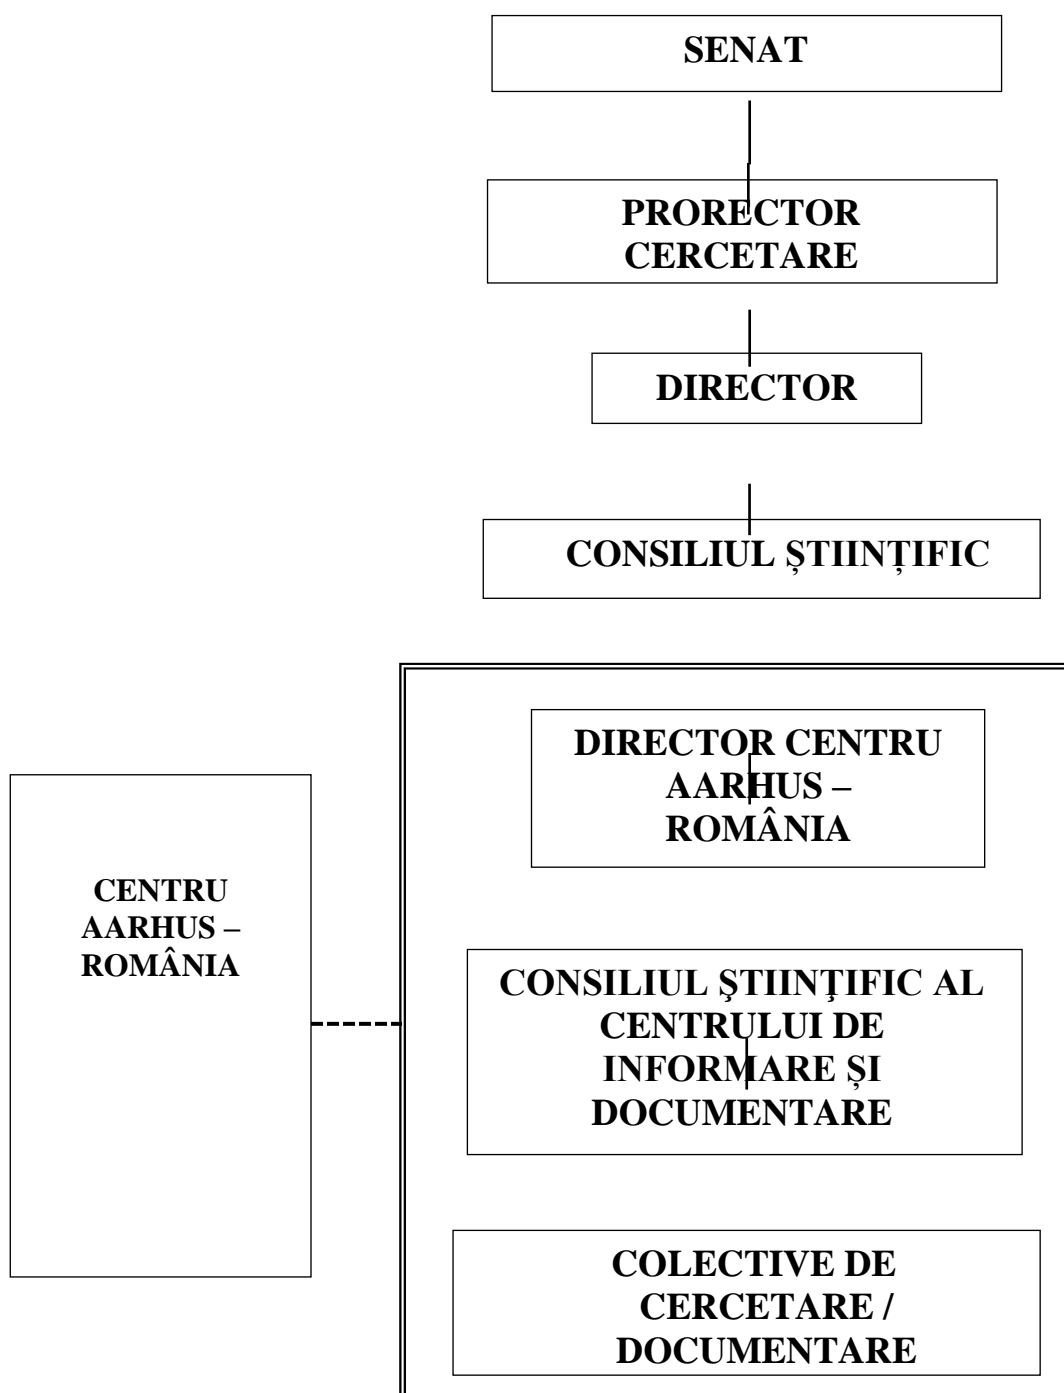 SENAT
PRORECTOR
CERCETARE
DIRECTOR
CONSILIUL ȘTIINȚIFIC
DIRECTOR CENTRU
AARHUS –
ROMÂNIA
CENTRU
AARHUS –
ROMÂNIA
CONSILIUL ŞTIINŢIFIC AL
CENTRULUI DE
INFORMARE ȘI
DOCUMENTARE
COLECTIVE DE
CERCETARE /
DOCUMENTARE